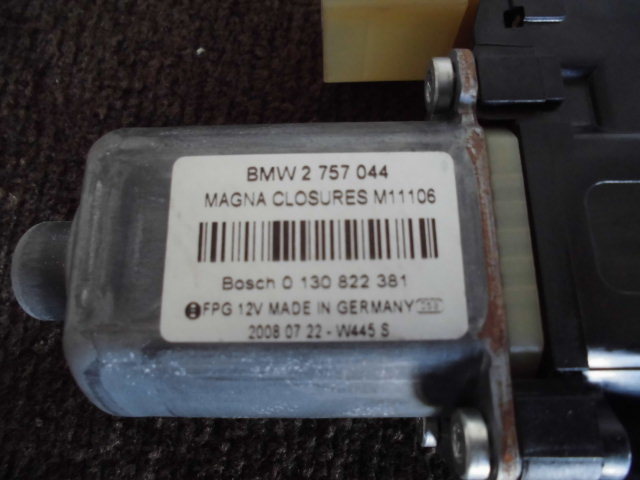 BMW 2 757 044
MAGNA CLOSURES M11106
Bosch 0 130 822 381
FPG 12V MADE IN GERMANY
2008 07 22 - W445 S